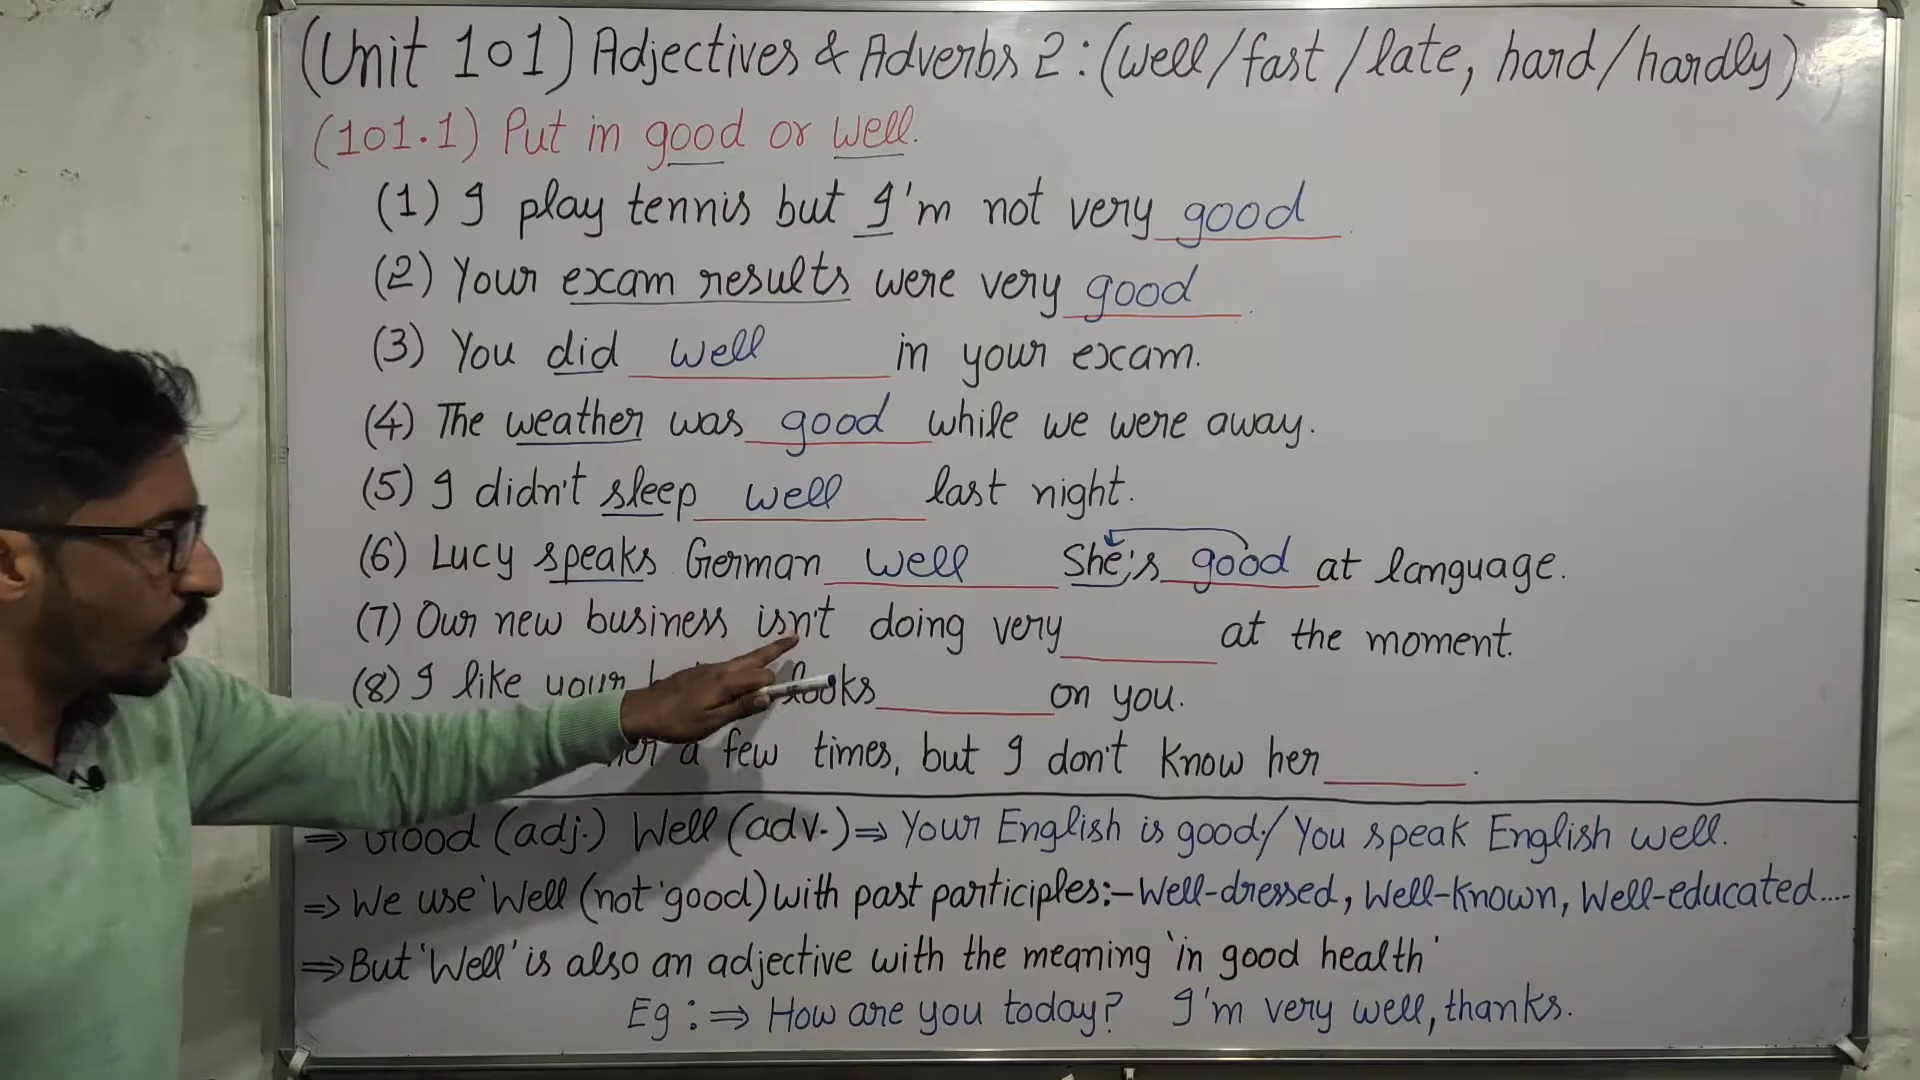 (Unit 101) Adjectives & Adverbs 2 : (well/fast/late, hard/hardly)
(101.1) Put in good or well.
(1) I play tennis but I'm not very good.
(2) Your exam results were very good.
(3) You did well in your exam.
(4) The weather was good while we were away.
(5) I didn't sleep well last night.
(6) Lucy speaks German well She's good at language.
(7) Our new business isn't doing very ______ at the moment.
(8) I like your looks ______ on you.
a few times, but I don't know her ______.
⇒ Good (adj.) Well (adv.) ⇒ Your English is good/ You speak English well.
⇒ We use 'Well (not 'good) with past participles:- Well-dressed, Well-known, Well-educated....
⇒ But 'Well' is also an adjective with the meaning 'in good health'
Eg : ⇒ How are you today? I'm very well, thanks.